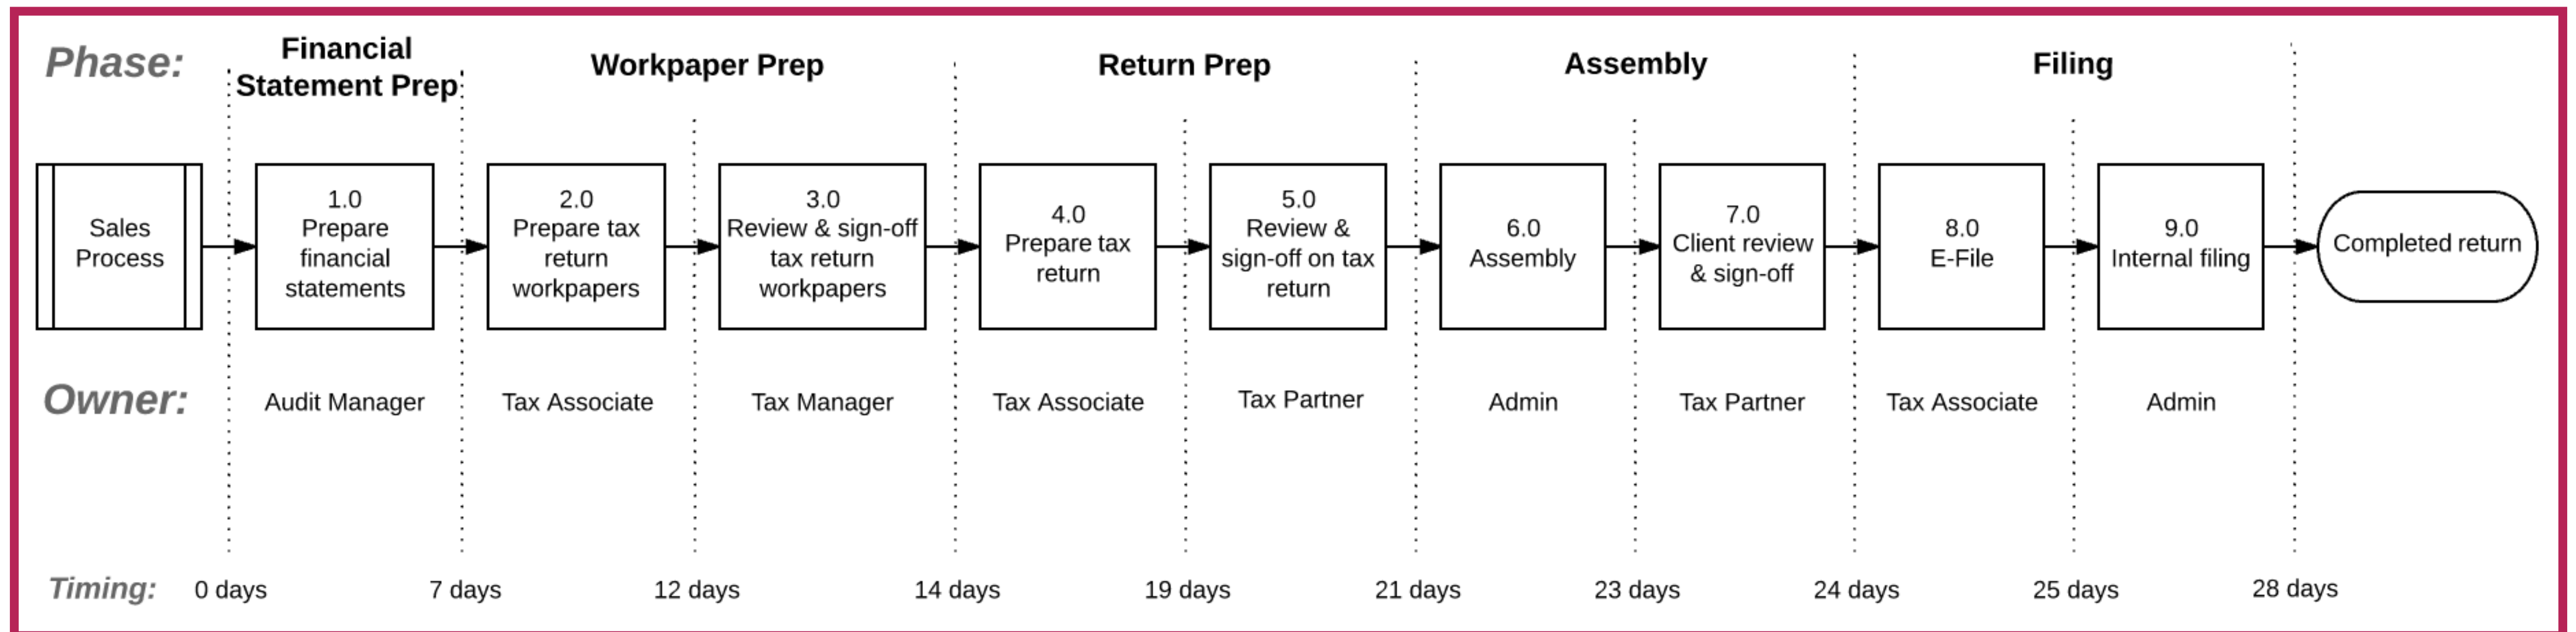 Phase:
Financial
Statement Prep
Workpaper Prep
Return Prep
Assembly
Filing
Sales
Process
1.0
Prepare
financial
statements
2.0
Prepare tax
return
workpapers
3.0
Review & sign-off
tax return
workpapers
4.0
Prepare tax
return
5.0
Review &
sign-off on tax
return
6.0
Assembly
7.0
Client review
& sign-off
8.0
E-File
9.0
Internal filing
Completed return
Owner:
Audit Manager
Tax Associate
Tax Manager
Tax Associate
Tax Partner
Admin
Tax Partner
Tax Associate
Admin
Timing:
0 days
7 days
12 days
14 days
19 days
21 days
23 days
24 days
25 days
28 days